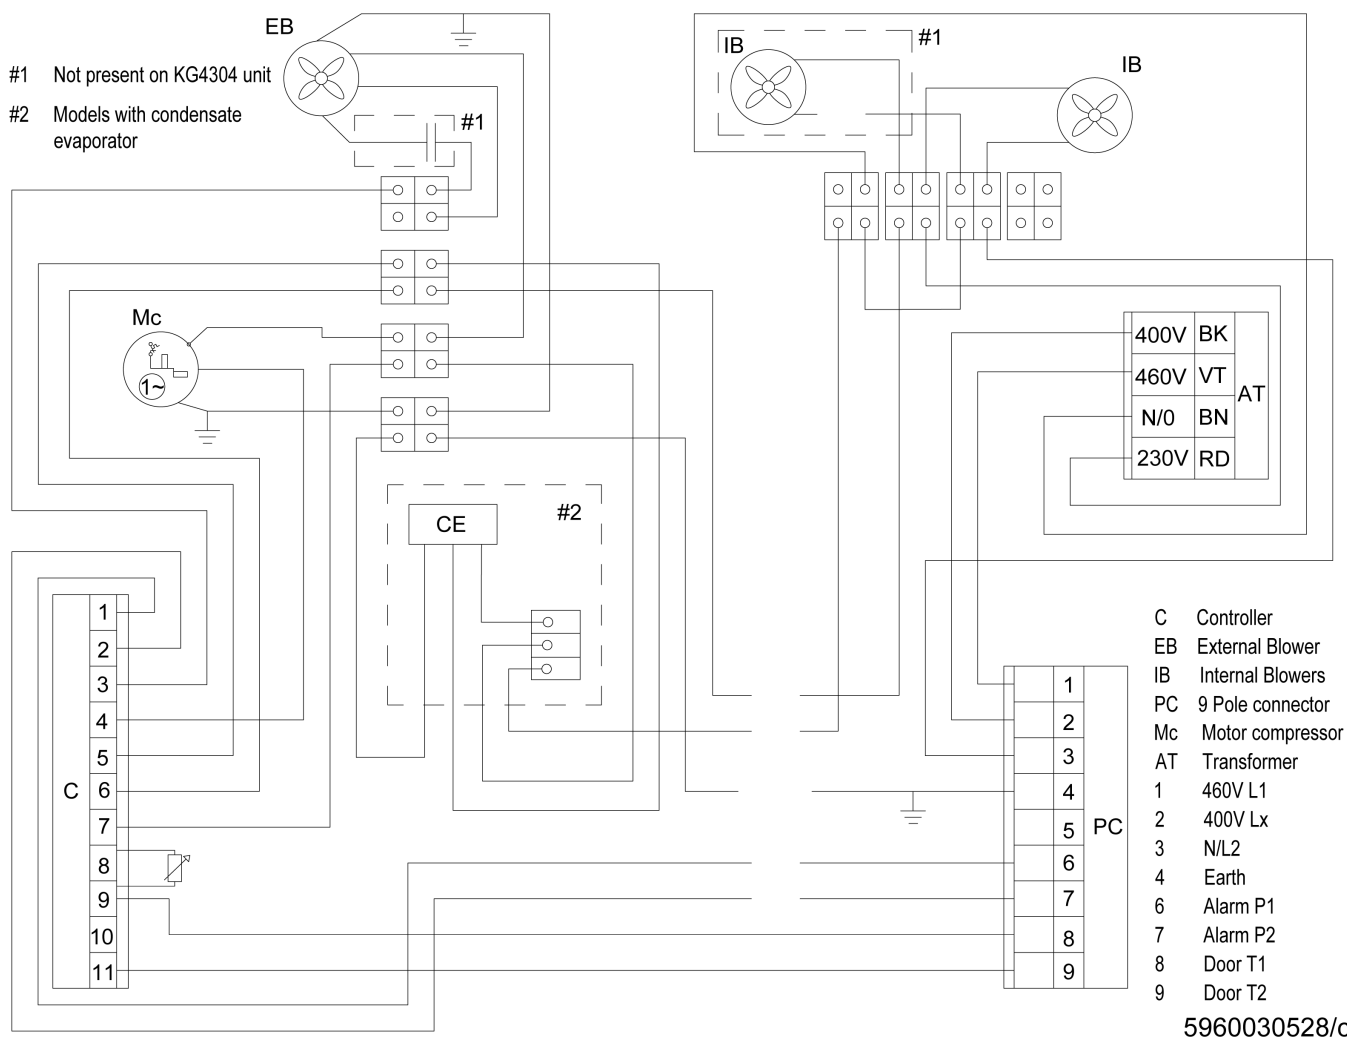 EB
#1 Not present on KG4304 unit
#2 Models with condensate
evaporator
#1
IB
#1
IB
Mc
1~
400V BK
460V VT
N/0 BN
230V RD
AT
CE
#2
C
1
2
3
4
5
6
7
8
9
10
11
1
2
3
4
5
6
7
8
9
PC
C Controller
EB External Blower
IB Internal Blowers
PC 9 Pole connector
Mc Motor compressor
AT Transformer
1 460V L1
2 400V Lx
3 N/L2
4 Earth
6 Alarm P1
7 Alarm P2
8 Door T1
9 Door T2
5960030528/